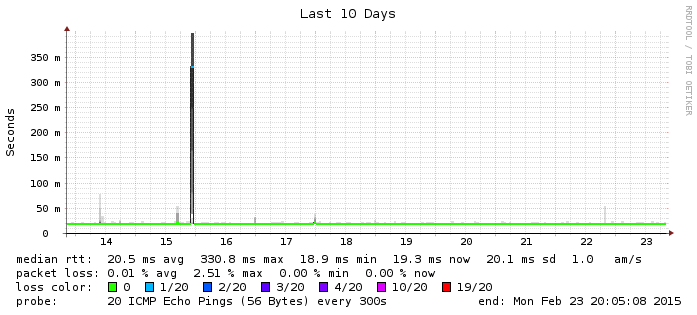 Last 10 Days
RRDTOOL / TOBI OETIKER
Seconds
350 m
300 m
250 m
200 m
150 m
100 m
50 m
0
14 15 16 17 18 19 20 21 22 23
median rtt: 20.5 ms avg 330.8 ms max 18.9 ms min 19.3 ms now 20.1 ms sd 1.0 am/s
packet loss: 0.01 % avg 2.51 % max 0.00 % min 0.00 % now
loss color: 0 1/20 2/20 3/20 4/20 10/20 19/20
probe: 20 ICMP Echo Pings (56 Bytes) every 300s end: Mon Feb 23 20:05:08 2015